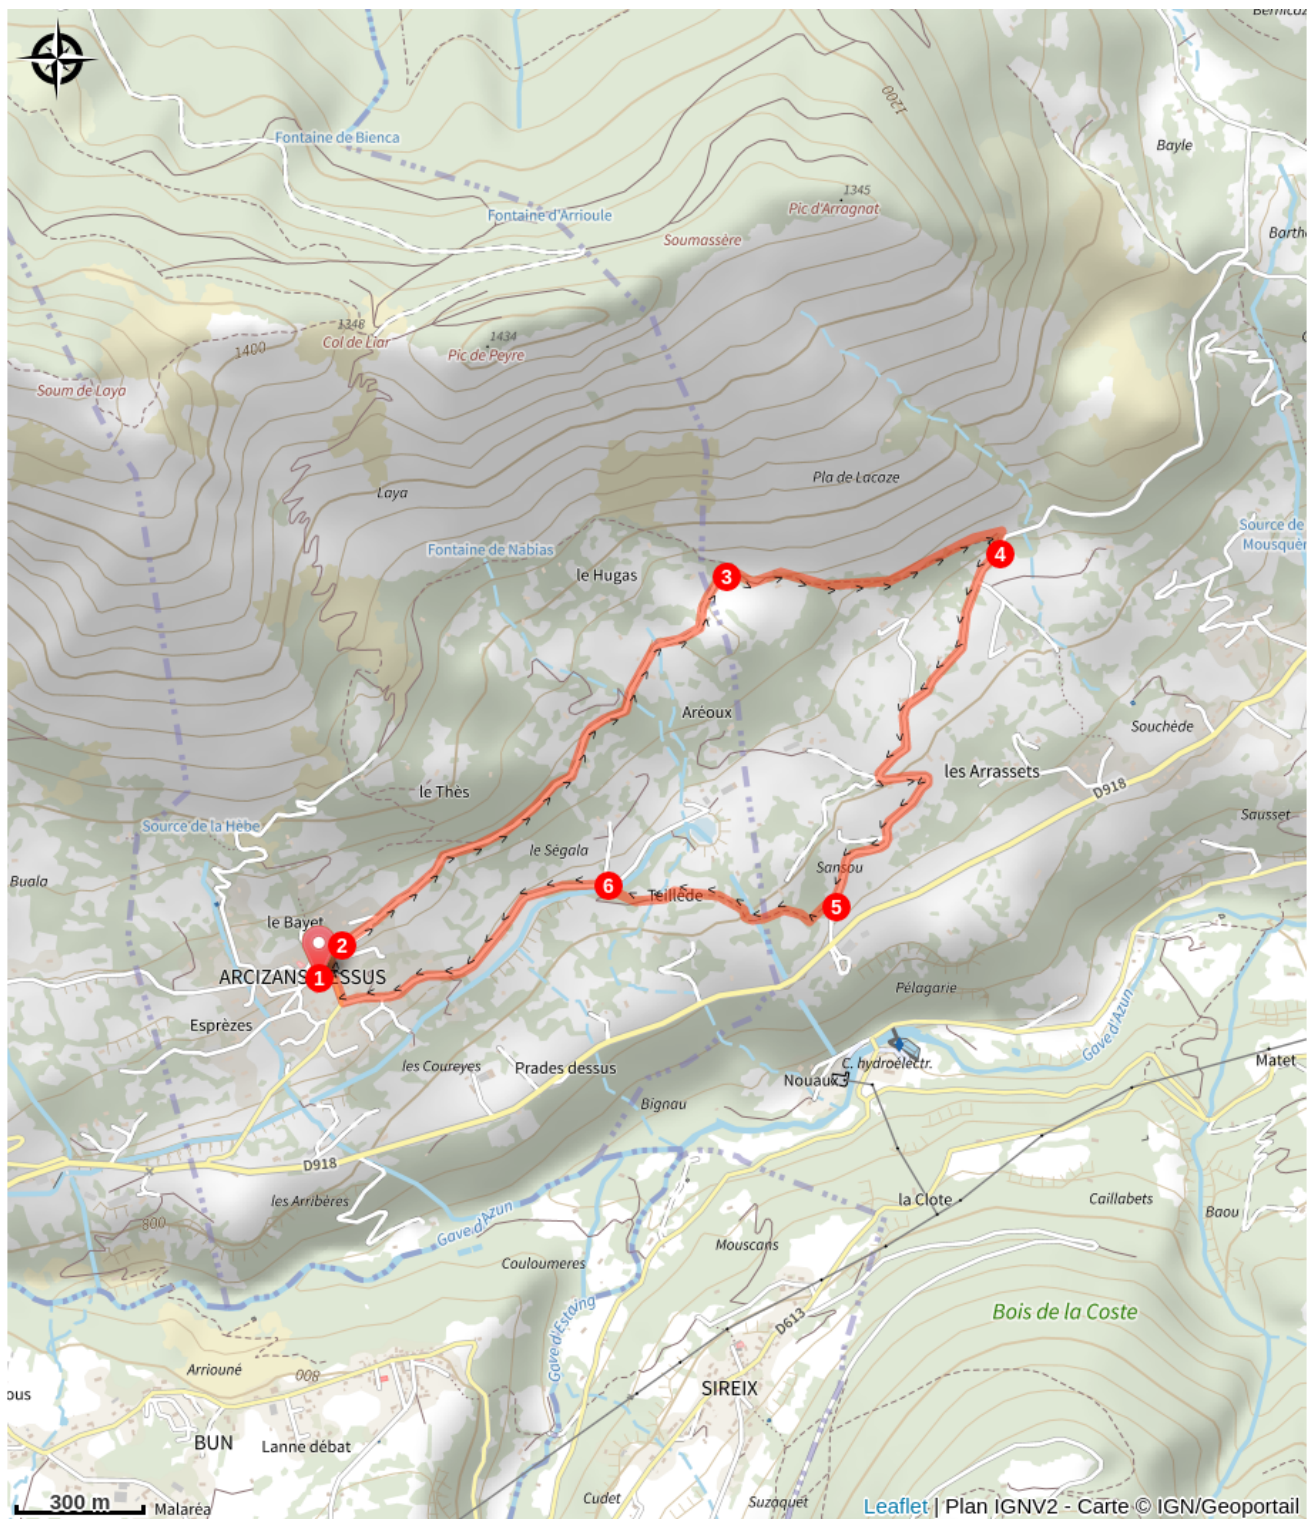 Fontaine de Bienca
1200
Bayle
1345
Pic d'Arragnat
Fontaine d'Arrioule
Soumassère
Barth
1348
Col de Liar
1400
1434
Pic de Peyre
Soum de Laya
Laya
Pla de Lacaze
Fontaine de Nabias
Source de
Mousquèr
le Hugas
3
4
Aréoux
Souchède
les Arrassets
D918
le Thès
Source de la Hèbe
Sausset
le Ségala
Buala
Sansou
6
Teillède
5
le Bayet
2
ARCIZANS DESSUS
1
Pélagarie
Esprèzes
Gave d'Azun
les Coureyes
Prades dessus
C. hydroélectr.
Nouaux
Matet
Bignau
D918
les Arribères
la Clote
Caillabets
Baou
800
Gave d'Azun
Mouscans
Couloumeres
Gave d'Estaing
D613
Bois de la Coste
Arriouné
800
ous
SIREIX
BUN
Lanne débat
Cudet
Suzaquet
300 m
Malaréa
Leaflet | Plan IGNV2 - Carte © IGN/Geoportail